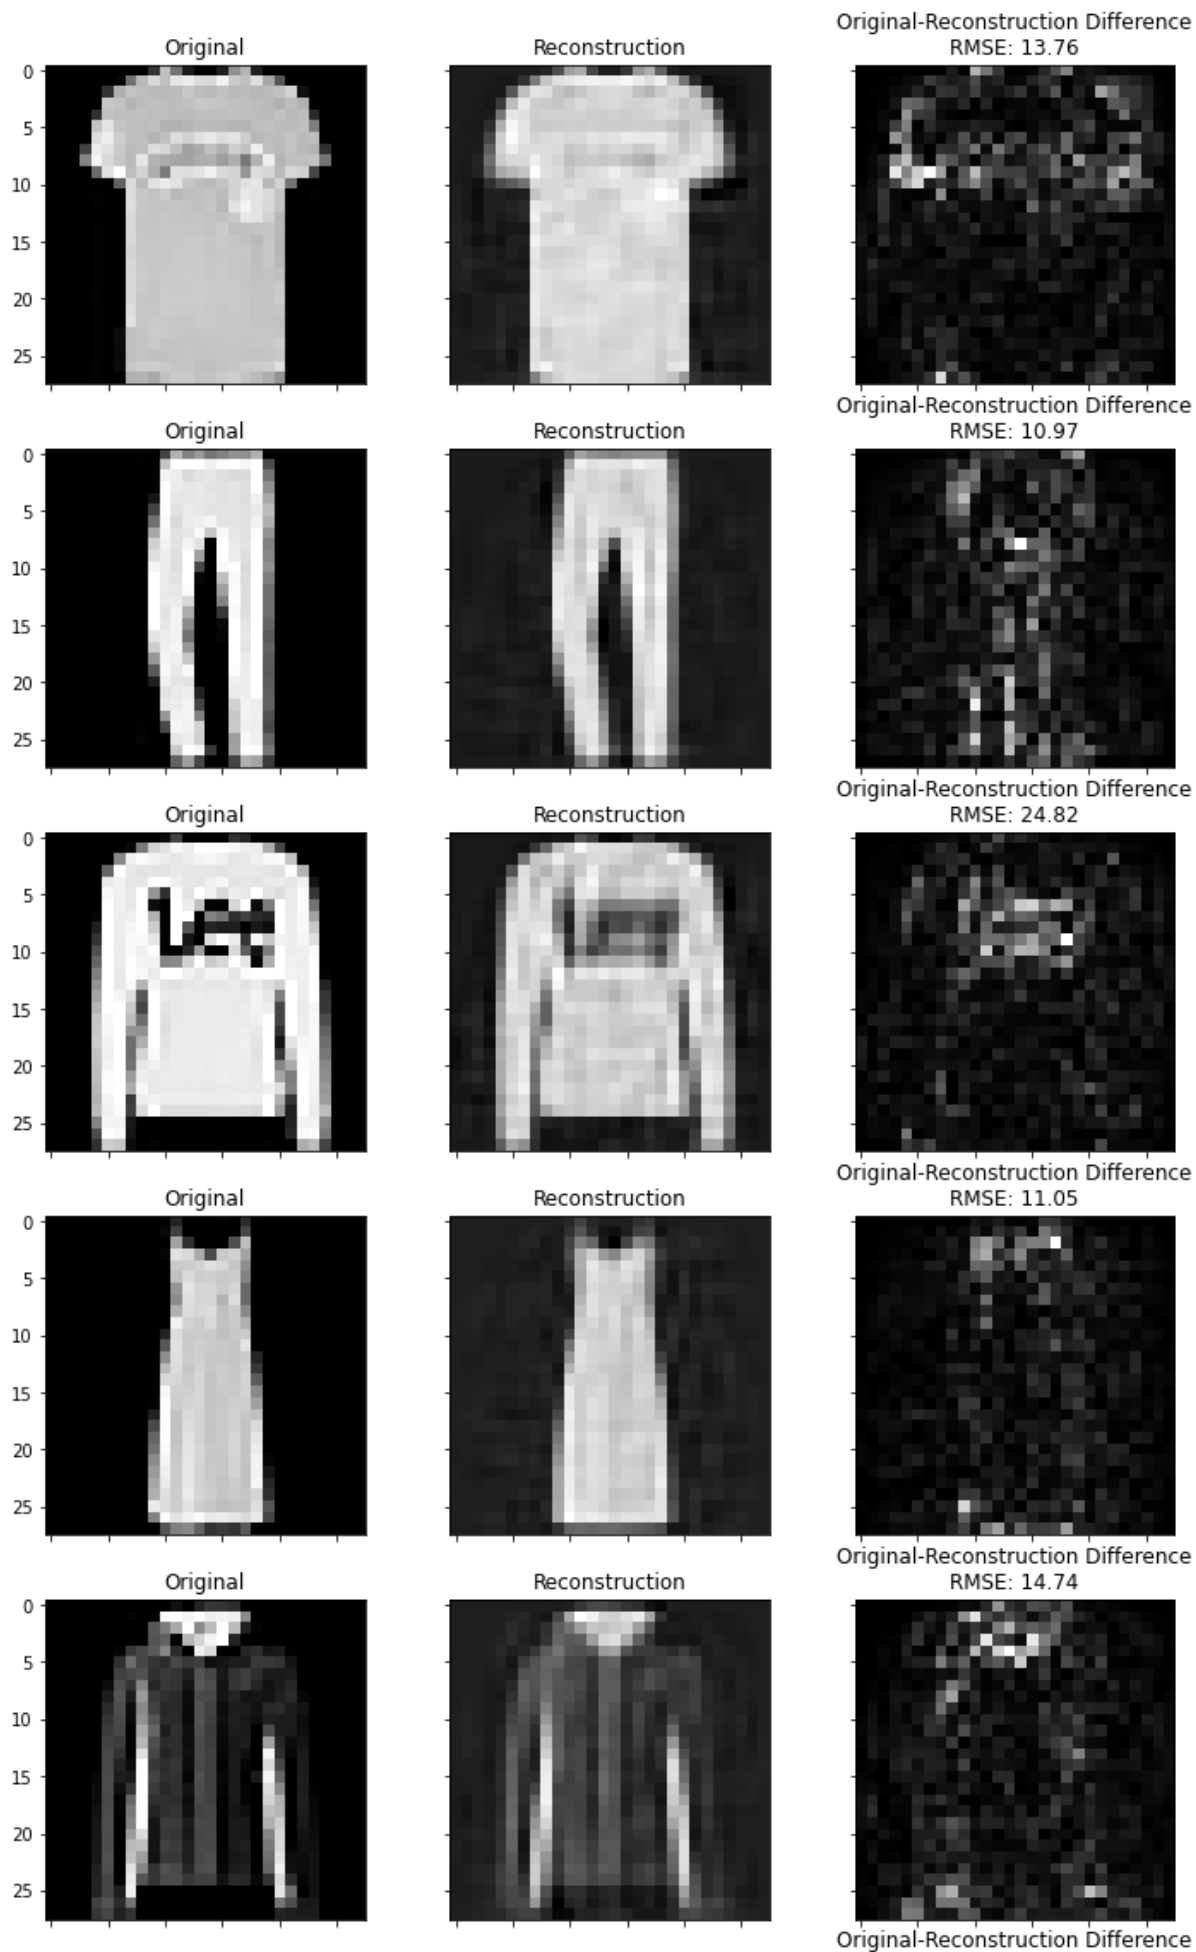 Original-Reconstruction Difference
Original Reconstruction RMSE: 13.76
0
5
10
15
20
25
Original-Reconstruction Difference
Original Reconstruction RMSE: 10.97
0
5
10
15
20
25
Original-Reconstruction Difference
Original Reconstruction RMSE: 24.82
0
5
10
15
20
25
Original-Reconstruction Difference
Original Reconstruction RMSE: 11.05
0
5
10
15
20
25
Original-Reconstruction Difference
Original Reconstruction RMSE: 14.74
0
5
10
15
20
25
Original-Reconstruction Difference